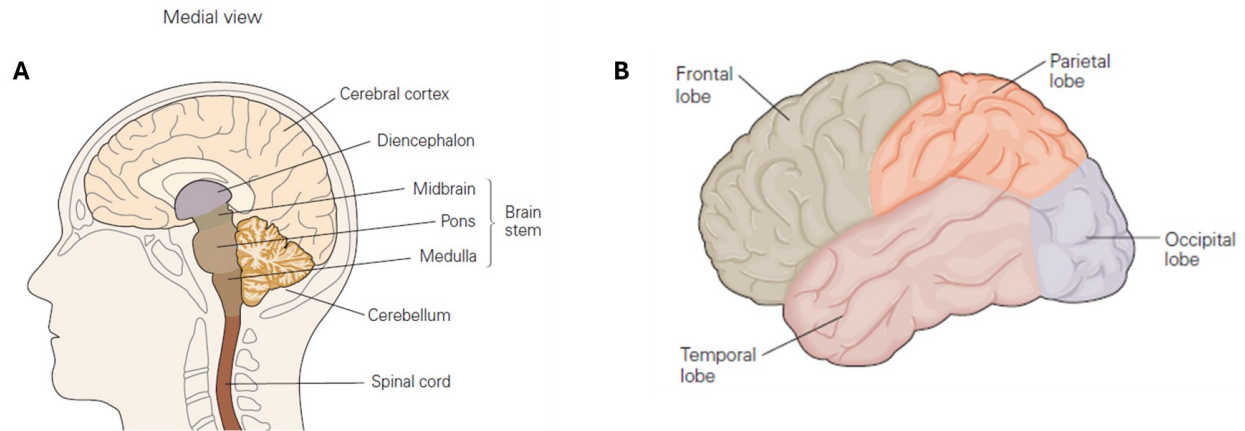 Medial view
A
Cerebral cortex
Diencephalon
Midbrain
Pons
Medulla
Brain
stem
Cerebellum
Spinal cord
B
Frontal
lobe
Parietal
lobe
Occipital
lobe
Temporal
lobe